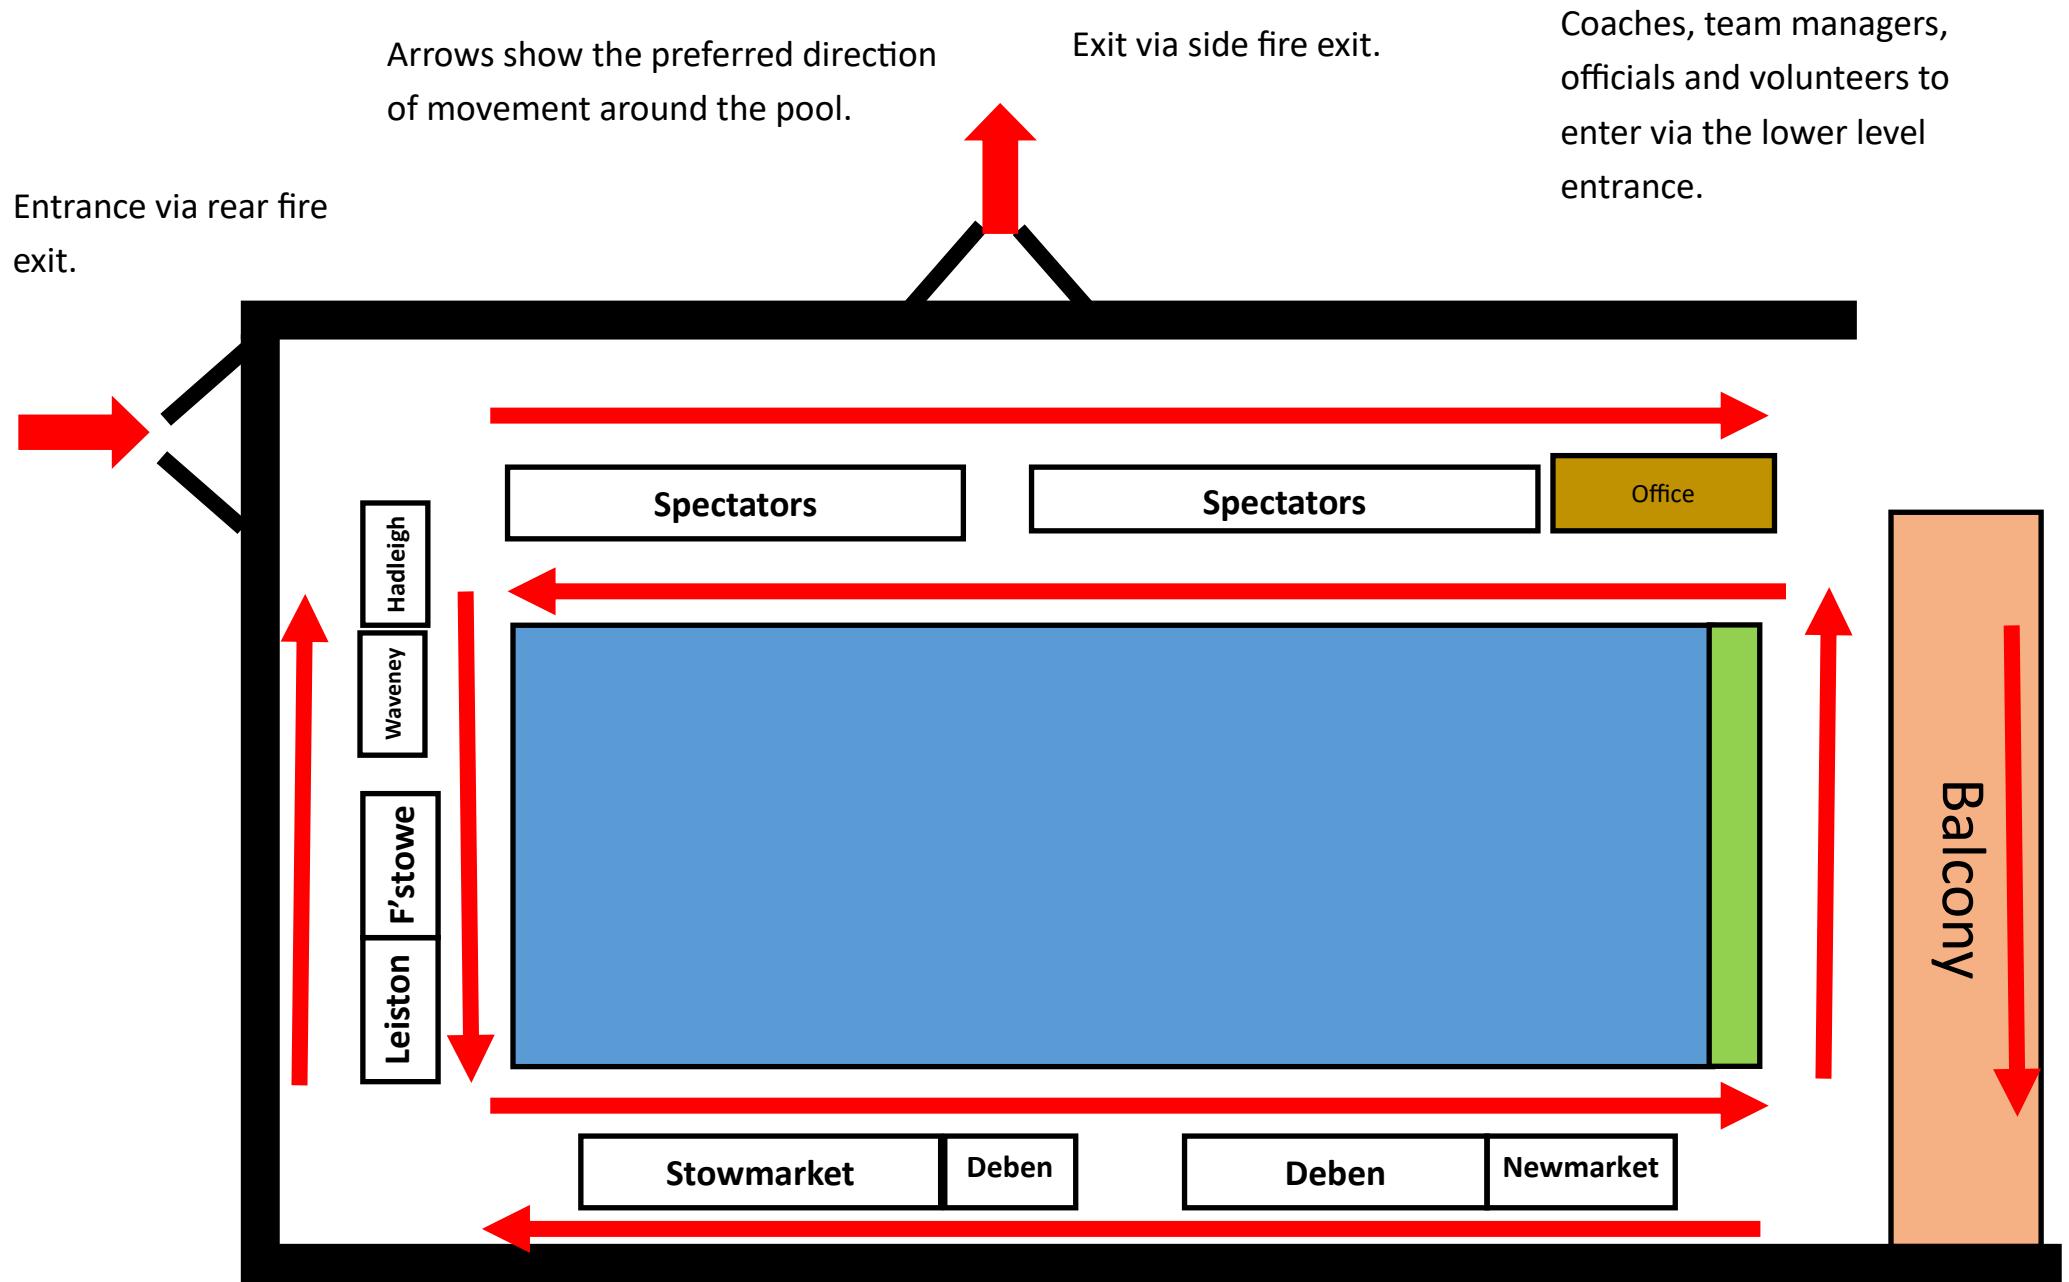 Arrows show the preferred direction
of movement around the pool.
Exit via side fire exit.
Coaches, team managers,
officials and volunteers to
enter via the lower level
entrance.
Entrance via rear fire
exit.
Spectators
Spectators
Office
Hadleigh
Waveney
F'stowe
Leiston
Balcony
Stowmarket
Deben
Deben
Newmarket